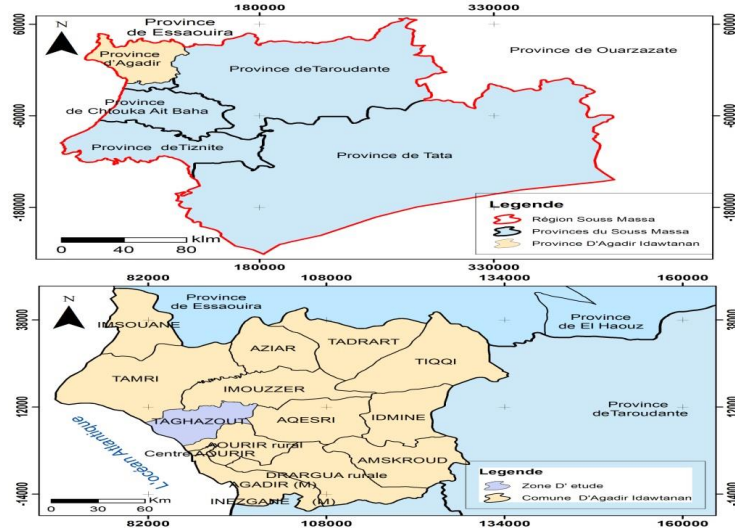 180000
330000
Province
de Essaouira
60000
60000
N
Province
d'Agadir
Province deTaroudante
Province de Ouarzazate
Province
de Chtouka Ait Baha
-60000
-60000
Province deTiznite
Province de Tata
-180000
-180000
Legende
Région Souss Massa
Provinces du Souss Massa
Province D'Agadir Idawtanan
0 40 80 klm
180000
330000
82000
108000
134000
160000
Province
de Essaouira
N
38000
38000
IMSOUANE
Province
de El Haouz
AZIAR
TADRART
TIQQI
TAMRI
IMOUZZER
12000
12000
Province
deTaroudante
TAGHAZOUT
AQESRI
IDMINE
L'océan Atlantique
AOURIR rural
Centre AOURIR
AMSKROUD
DRARGUA rurale
AGADIR (M)
INEZGANE (M)
-14000
-14000
Legende
Zone D' etude
Comune D'Agadir Idawtanan
0 30 60
Km
82000
108000
134000
160000